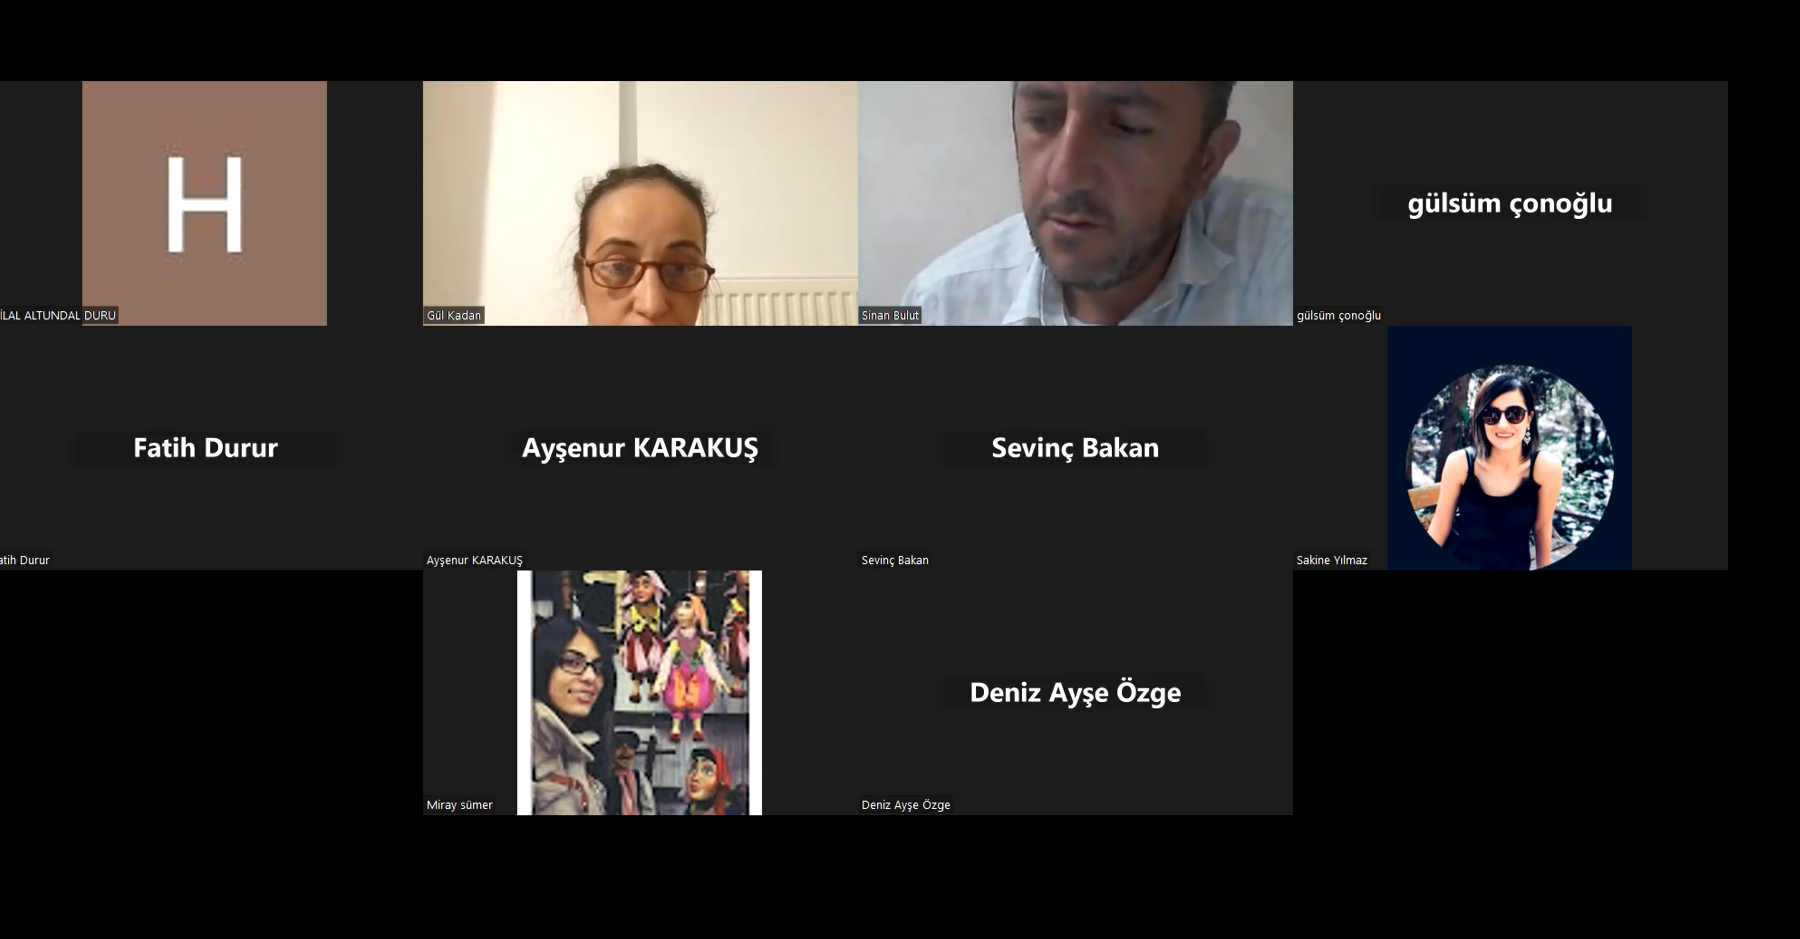 H
İLAL ALTUNDAL DURU
Gül Kadan
Sinan Bulut
gülsüm çonoğlu
gülsüm çonoğlu
Fatih Durur
atih Durur
Ayşenur KARAKUŞ
Ayşenur KARAKUŞ
Sevinç Bakan
Sevinç Bakan
Sakine Yılmaz
Miray sümer
Deniz Ayşe Özge
Deniz Ayşe Özge